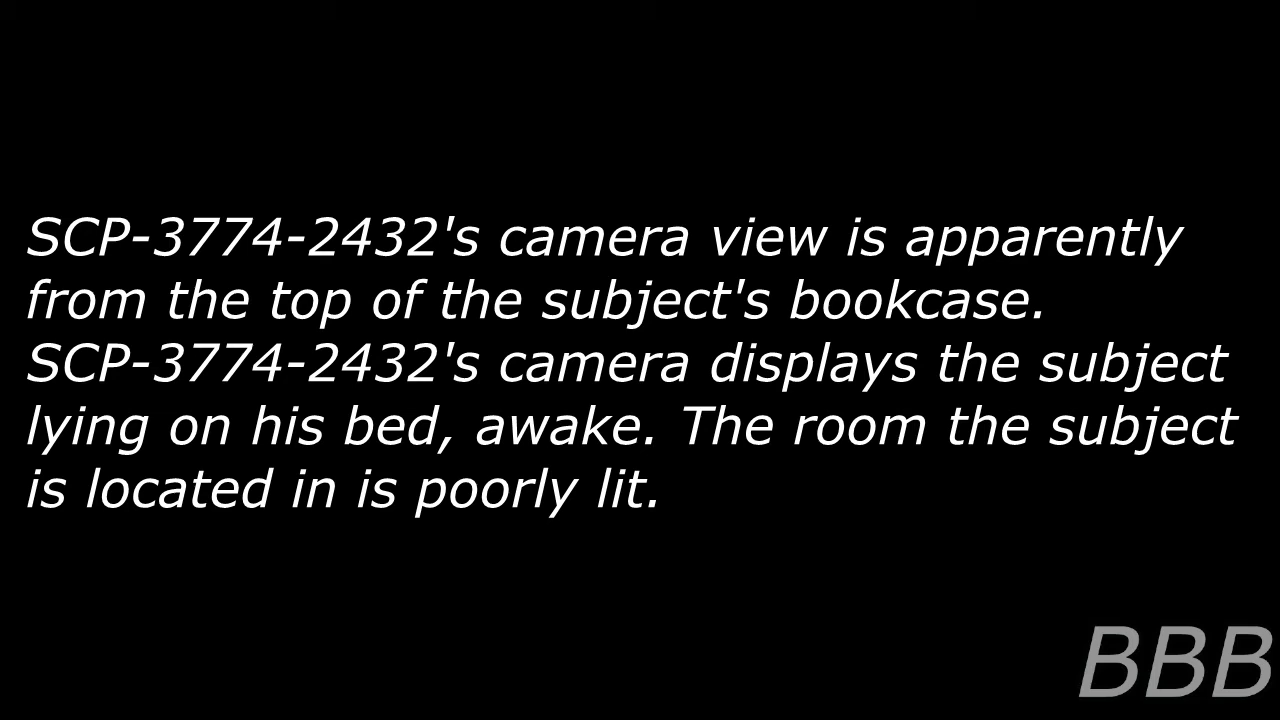 SCP-3774-2432's camera view is apparently
from the top of the subject's bookcase.
SCP-3774-2432's camera displays the subject
lying on his bed, awake. The room the subject
is located in is poorly lit.
BBB